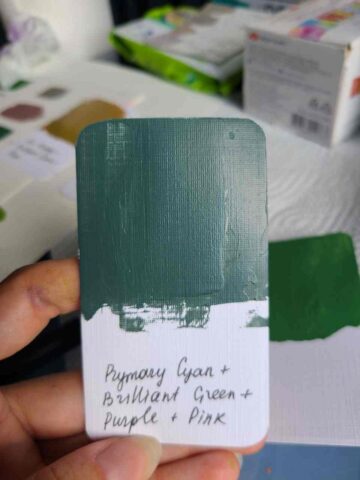 Prymary Cyan +
Brilliant Green +
Purple + Pink